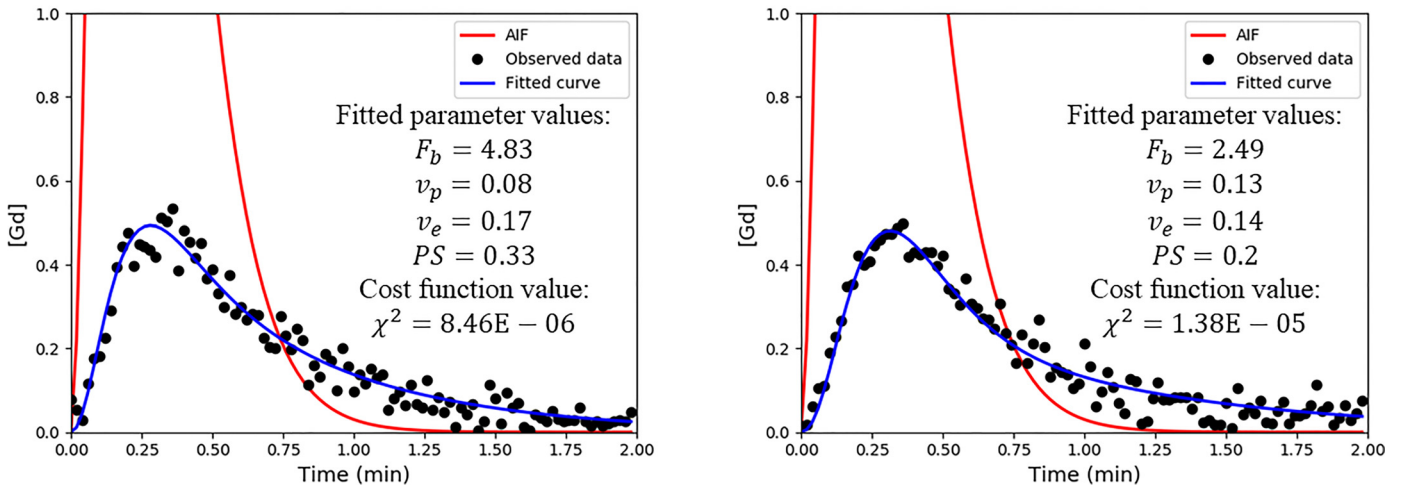 1.0
0.8
0.6
0.4
0.2
0.0
[Gd]
0.00 0.25 0.50 0.75 1.00 1.25 1.50 1.75 2.00
Time (min)
AIF
Observed data
Fitted curve
Fitted parameter values:
F_b = 4.83
v_p = 0.08
v_e = 0.17
PS = 0.33
Cost function value:
χ² = 8.46E − 06
1.0
0.8
0.6
0.4
0.2
0.0
[Gd]
0.00 0.25 0.50 0.75 1.00 1.25 1.50 1.75 2.00
Time (min)
AIF
Observed data
Fitted curve
Fitted parameter values:
F_b = 2.49
v_p = 0.13
v_e = 0.14
PS = 0.2
Cost function value:
χ² = 1.38E − 05